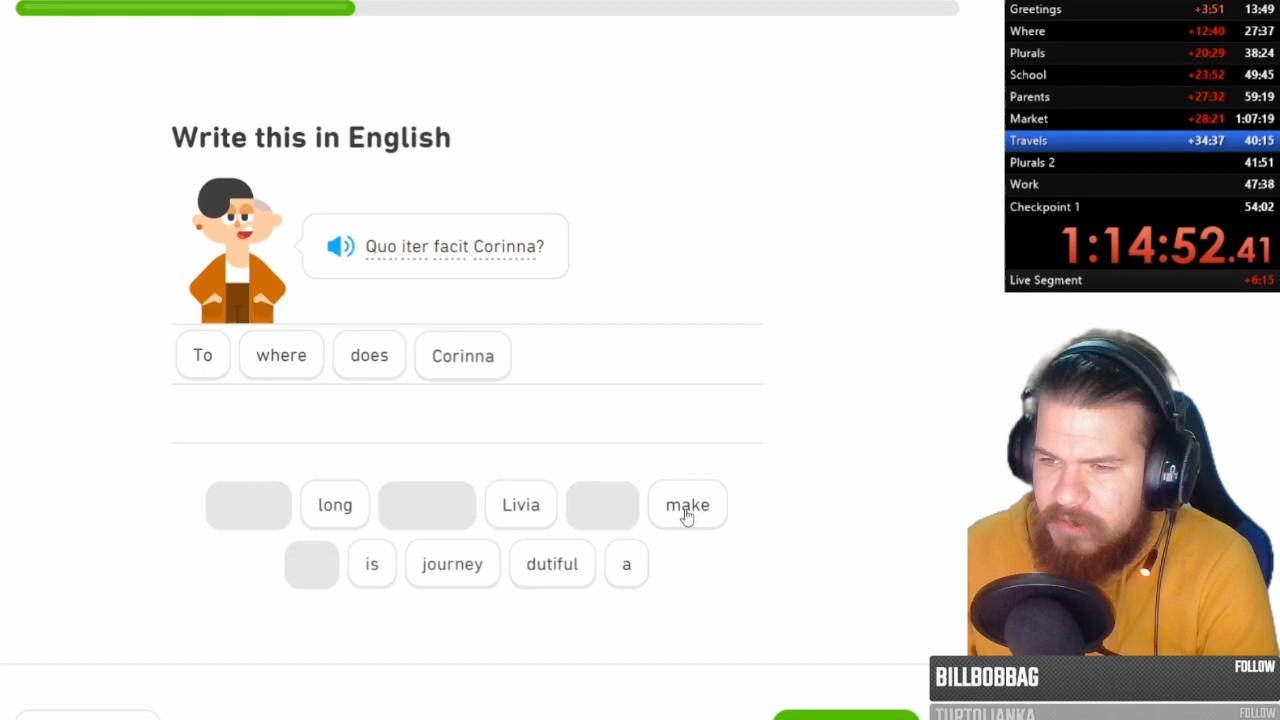 Write this in English
Quo iter facit Corinna?
To where does Corinna
long Livia make
is journey dutiful a
Greetings +3:51 13:49
Where +12:40 27:37
Plurals +20:29 38:24
School +23:52 49:45
Parents +27:32 59:19
Market +28:21 1:07:19
Travels +34:37 40:15
Plurals 2 41:51
Work 47:38
Checkpoint 1 54:02
1:14:52.41
Live Segment +6:15
BILLBOBBAG FOLLOW
TURTOLIANKA FOLLOW